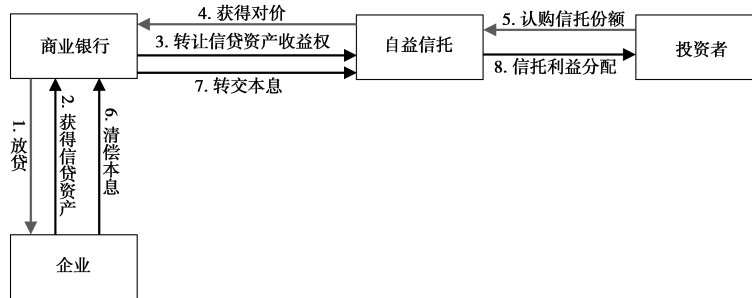 4. 获得对价
5. 认购信托份额
商业银行
3. 转让信贷资产收益权
自益信托
投资者
8. 信托利益分配
7. 转交本息
1. 放贷
2. 获得信贷资产
6. 清偿本息
企业